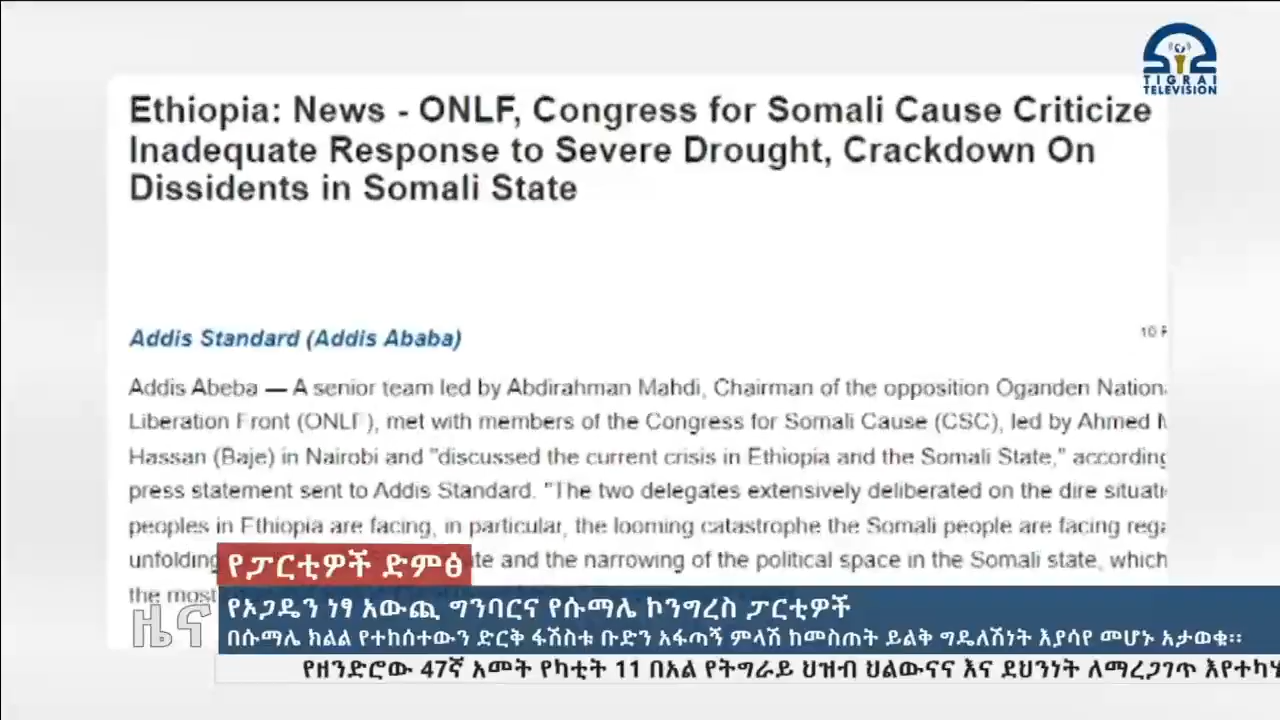 TIGRAI
TELEVISION
Ethiopia: News - ONLF, Congress for Somali Cause Criticize
Inadequate Response to Severe Drought, Crackdown On
Dissidents in Somali State
Addis Standard (Addis Ababa)
10
Addis Abeba — A senior team led by Abdirahman Mahdi, Chairman of the opposition Oganden Nationa
Liberation Front (ONLF), met with members of the Congress for Somali Cause (CSC), led by Ahmed
Hassan (Baje) in Nairobi and "discussed the current crisis in Ethiopia and the Somali State," according
press statement sent to Addis Standard. "The two delegates extensively deliberated on the dire situati
peoples in Ethiopia are facing, in particular, the looming catastrophe the Somali people are facing rega
unfolding te and the narrowing of the political space in the Somali state, which
the most
የፓርቲዎች ድምፅ
ዜና
የኦጋዴን ነፃ አውጪ ግንባርና የሱማሌ ኮንግረስ ፓርቲዎች
በሱማሌ ክልል የተከሰተውን ድርቅ ፋሽስቱ ቡድን አፋጣኝ ምላሽ ከመስጠት ይልቅ ግዴለሽነት እያሳየ መሆኑ አታወቁ፡፡
የዘንድሮው 47ኛ አመት የካቲት 11 በአል የትግራይ ህዝብ ህልውናና እና ደህንነት ለማረጋገጥ እየተካሄ